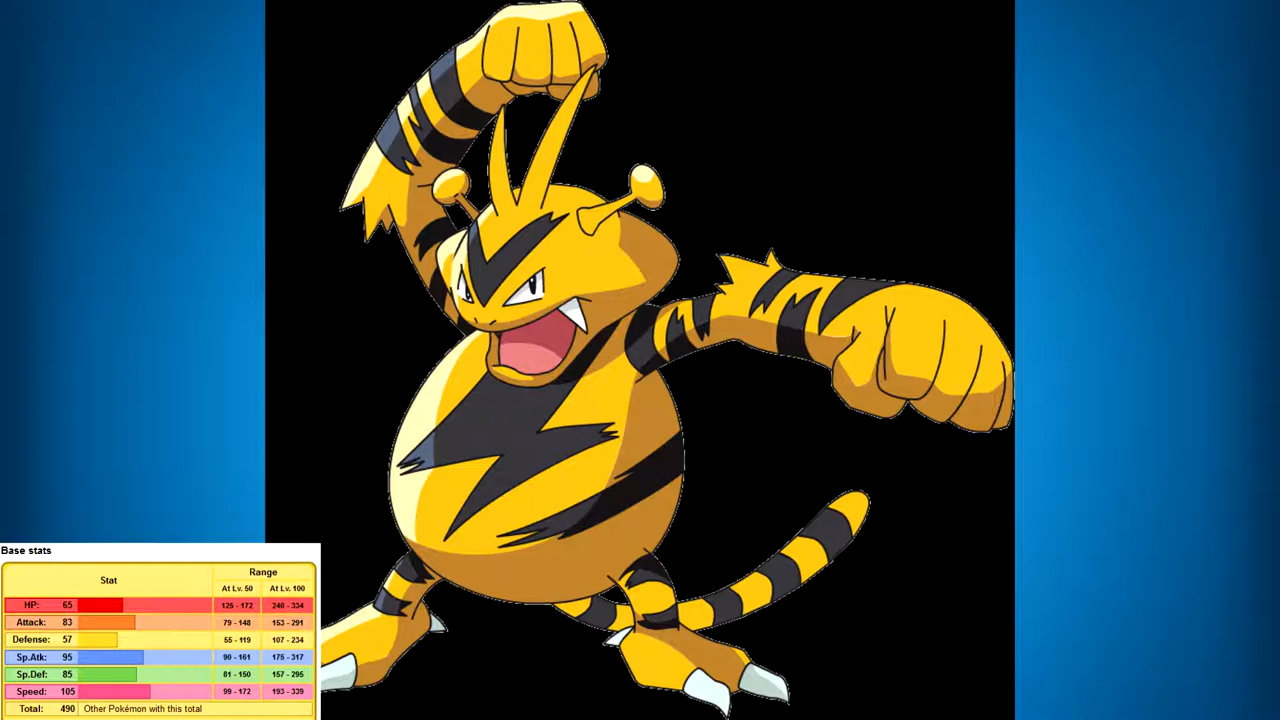 Base stats
Stat Range
At Lv. 50 At Lv. 100
HP: 65 125 - 172 240 - 334
Attack: 83 79 - 148 153 - 291
Defense: 57 55 - 119 107 - 234
Sp.Atk: 95 90 - 161 175 - 317
Sp.Def: 85 81 - 150 157 - 295
Speed: 105 99 - 172 193 - 339
Total: 490 Other Pokémon with this total